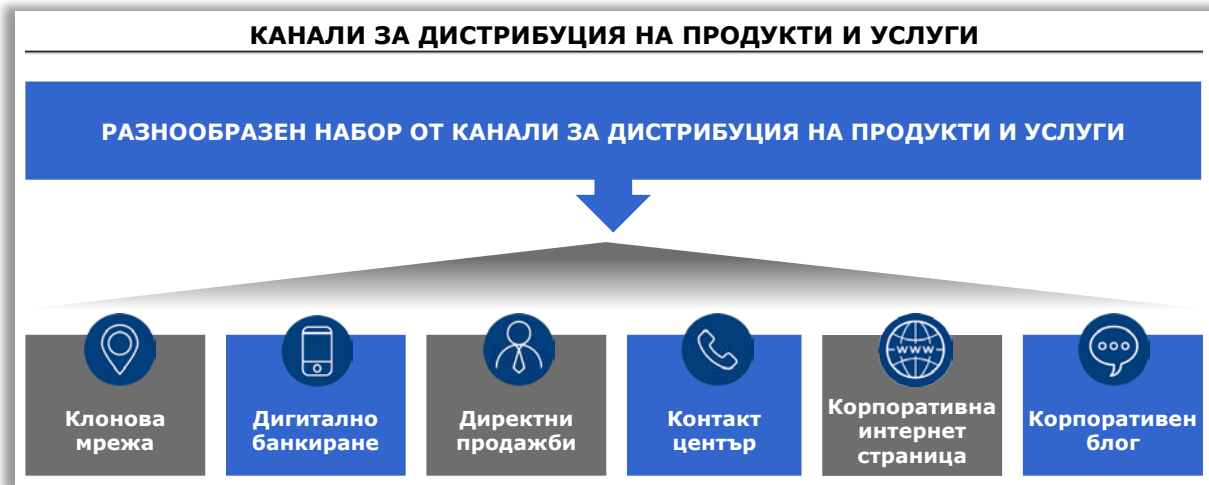 КАНАЛИ ЗА ДИСТРИБУЦИЯ НА ПРОДУКТИ И УСЛУГИ
РАЗНООБРАЗЕН НАБОР ОТ КАНАЛИ ЗА ДИСТРИБУЦИЯ НА ПРОДУКТИ И УСЛУГИ
Клонова
мрежа
Дигитално
банкиране
Директни
продажби
Контакт
център
WWW
Корпоративна
интернет
страница
Корпоративен
блог